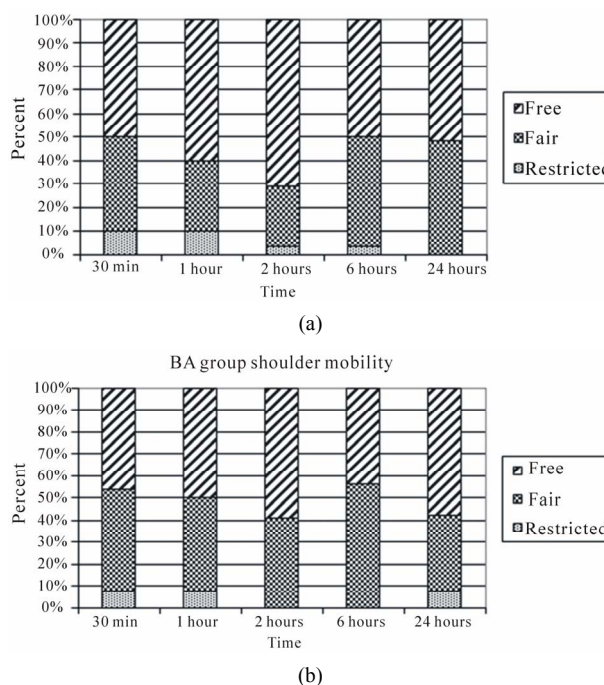 100%
90%
80%
70%
60%
50%
40%
30%
20%
10%
0%
Percent
30 min 1 hour 2 hours 6 hours 24 hours
Time
Free
Fair
Restricted
(a)
BA group shoulder mobility
100%
90%
80%
70%
60%
50%
40%
30%
20%
10%
0%
Percent
30 min 1 hour 2 hours 6 hours 24 hours
Time
Free
Fair
Restricted
(b)